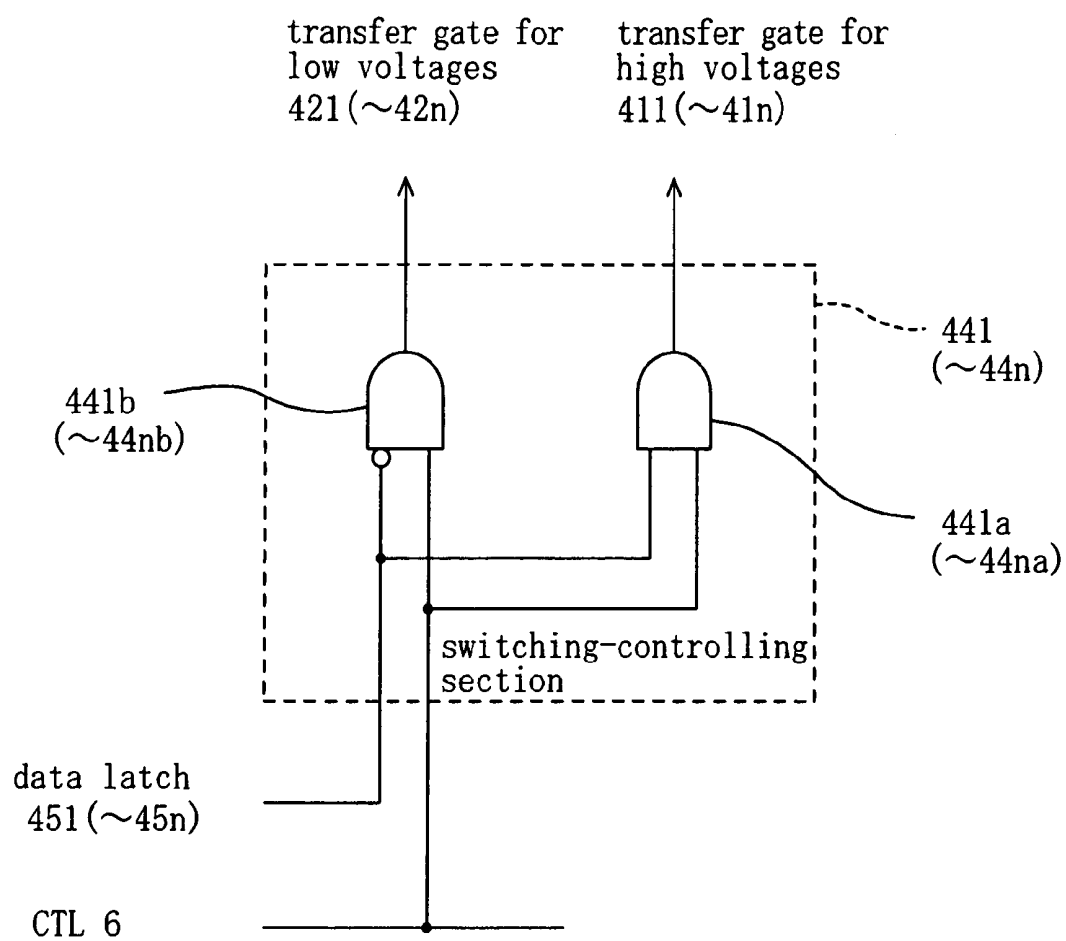 transfer gate for
low voltages
421(～42n)
transfer gate for
high voltages
411(～41n)
441
(～44n)
441b
(～44nb)
441a
(～44na)
switching-controlling
section
data latch
451(～45n)
CTL 6